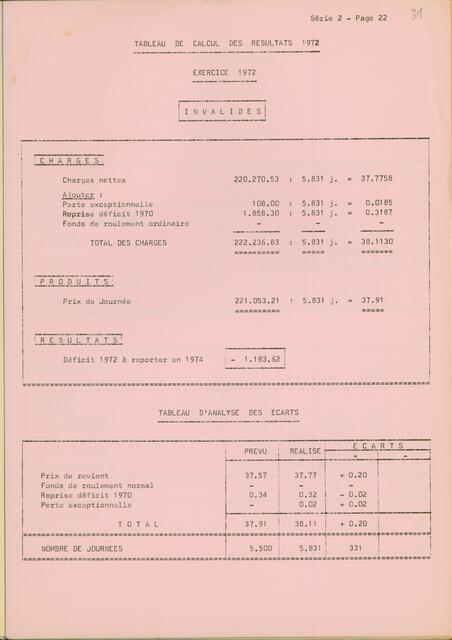 Série 2 - Page 22 31
TABLEAU DE CALCUL DES RESULTATS 1972
EXERCICE 1972
INVALIDES
CHARGES
Charges nettes 220.270.53 : 5.831 j. = 37.7758
Ajouter :
Perte exceptionnelle 108.00 : 5.831 j. = 0.0185
Reprise déficit 1970 1.858.30 : 5.831 j. = 0.3187
Fonds de roulement ordinaire - - -
TOTAL DES CHARGES 222.236.83 : 5.831 j. = 38.1130
PRODUITS
Prix de Journée 221.053.21 : 5.831 j. = 37.91
RESULTATS
Déficit 1972 à reporter en 1974 - 1.183.62
TABLEAU D'ANALYSE DES ECARTS
PREVU REALISE ECARTS
+ -
Prix de revient 37.57 37.77 + 0.20
Fonds de roulement normal - - -
Reprise déficit 1970 0.34 0.32 - 0.02
Perte exceptionnelle - 0.02 + 0.02
TOTAL 37.91 38.11 + 0.20
NOMBRE DE JOURNEES 5.500 5.831 331